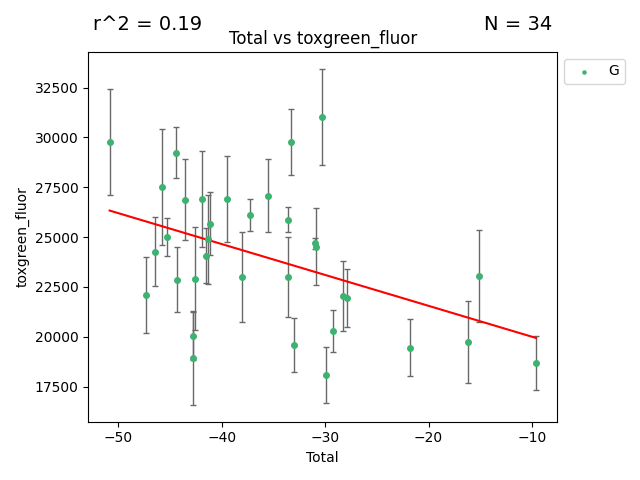 r^2 = 0.19
N = 34
Total vs toxgreen_fluor
G
32500
30000
27500
25000
22500
20000
17500
toxgreen_fluor
−50
−40
−30
−20
−10
Total